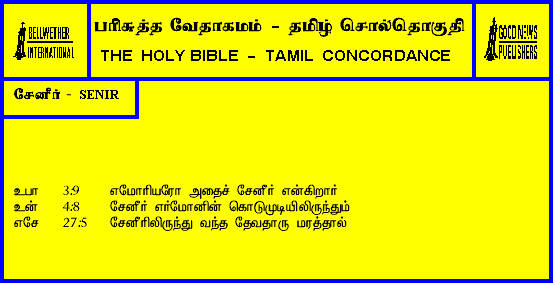 BELLWETHER
INTERNATIONAL
பரிசுத்த வேதாகமம் - தமிழ் சொல்தொகுதி
THE HOLY BIBLE - TAMIL CONCORDANCE
GOOD NEWS
PUBLISHERS
சேனீர் - SENIR
உபா 3:9 எமோரியரோ அதைச் சேனீர் என்கிறார்
உன் 4:8 சேனீர் எர்மோனின் கொடுமுடியிலிருந்தும்
எசே 27:5 சேனீரிலிருந்து வந்த தேவதாரு மரத்தால்